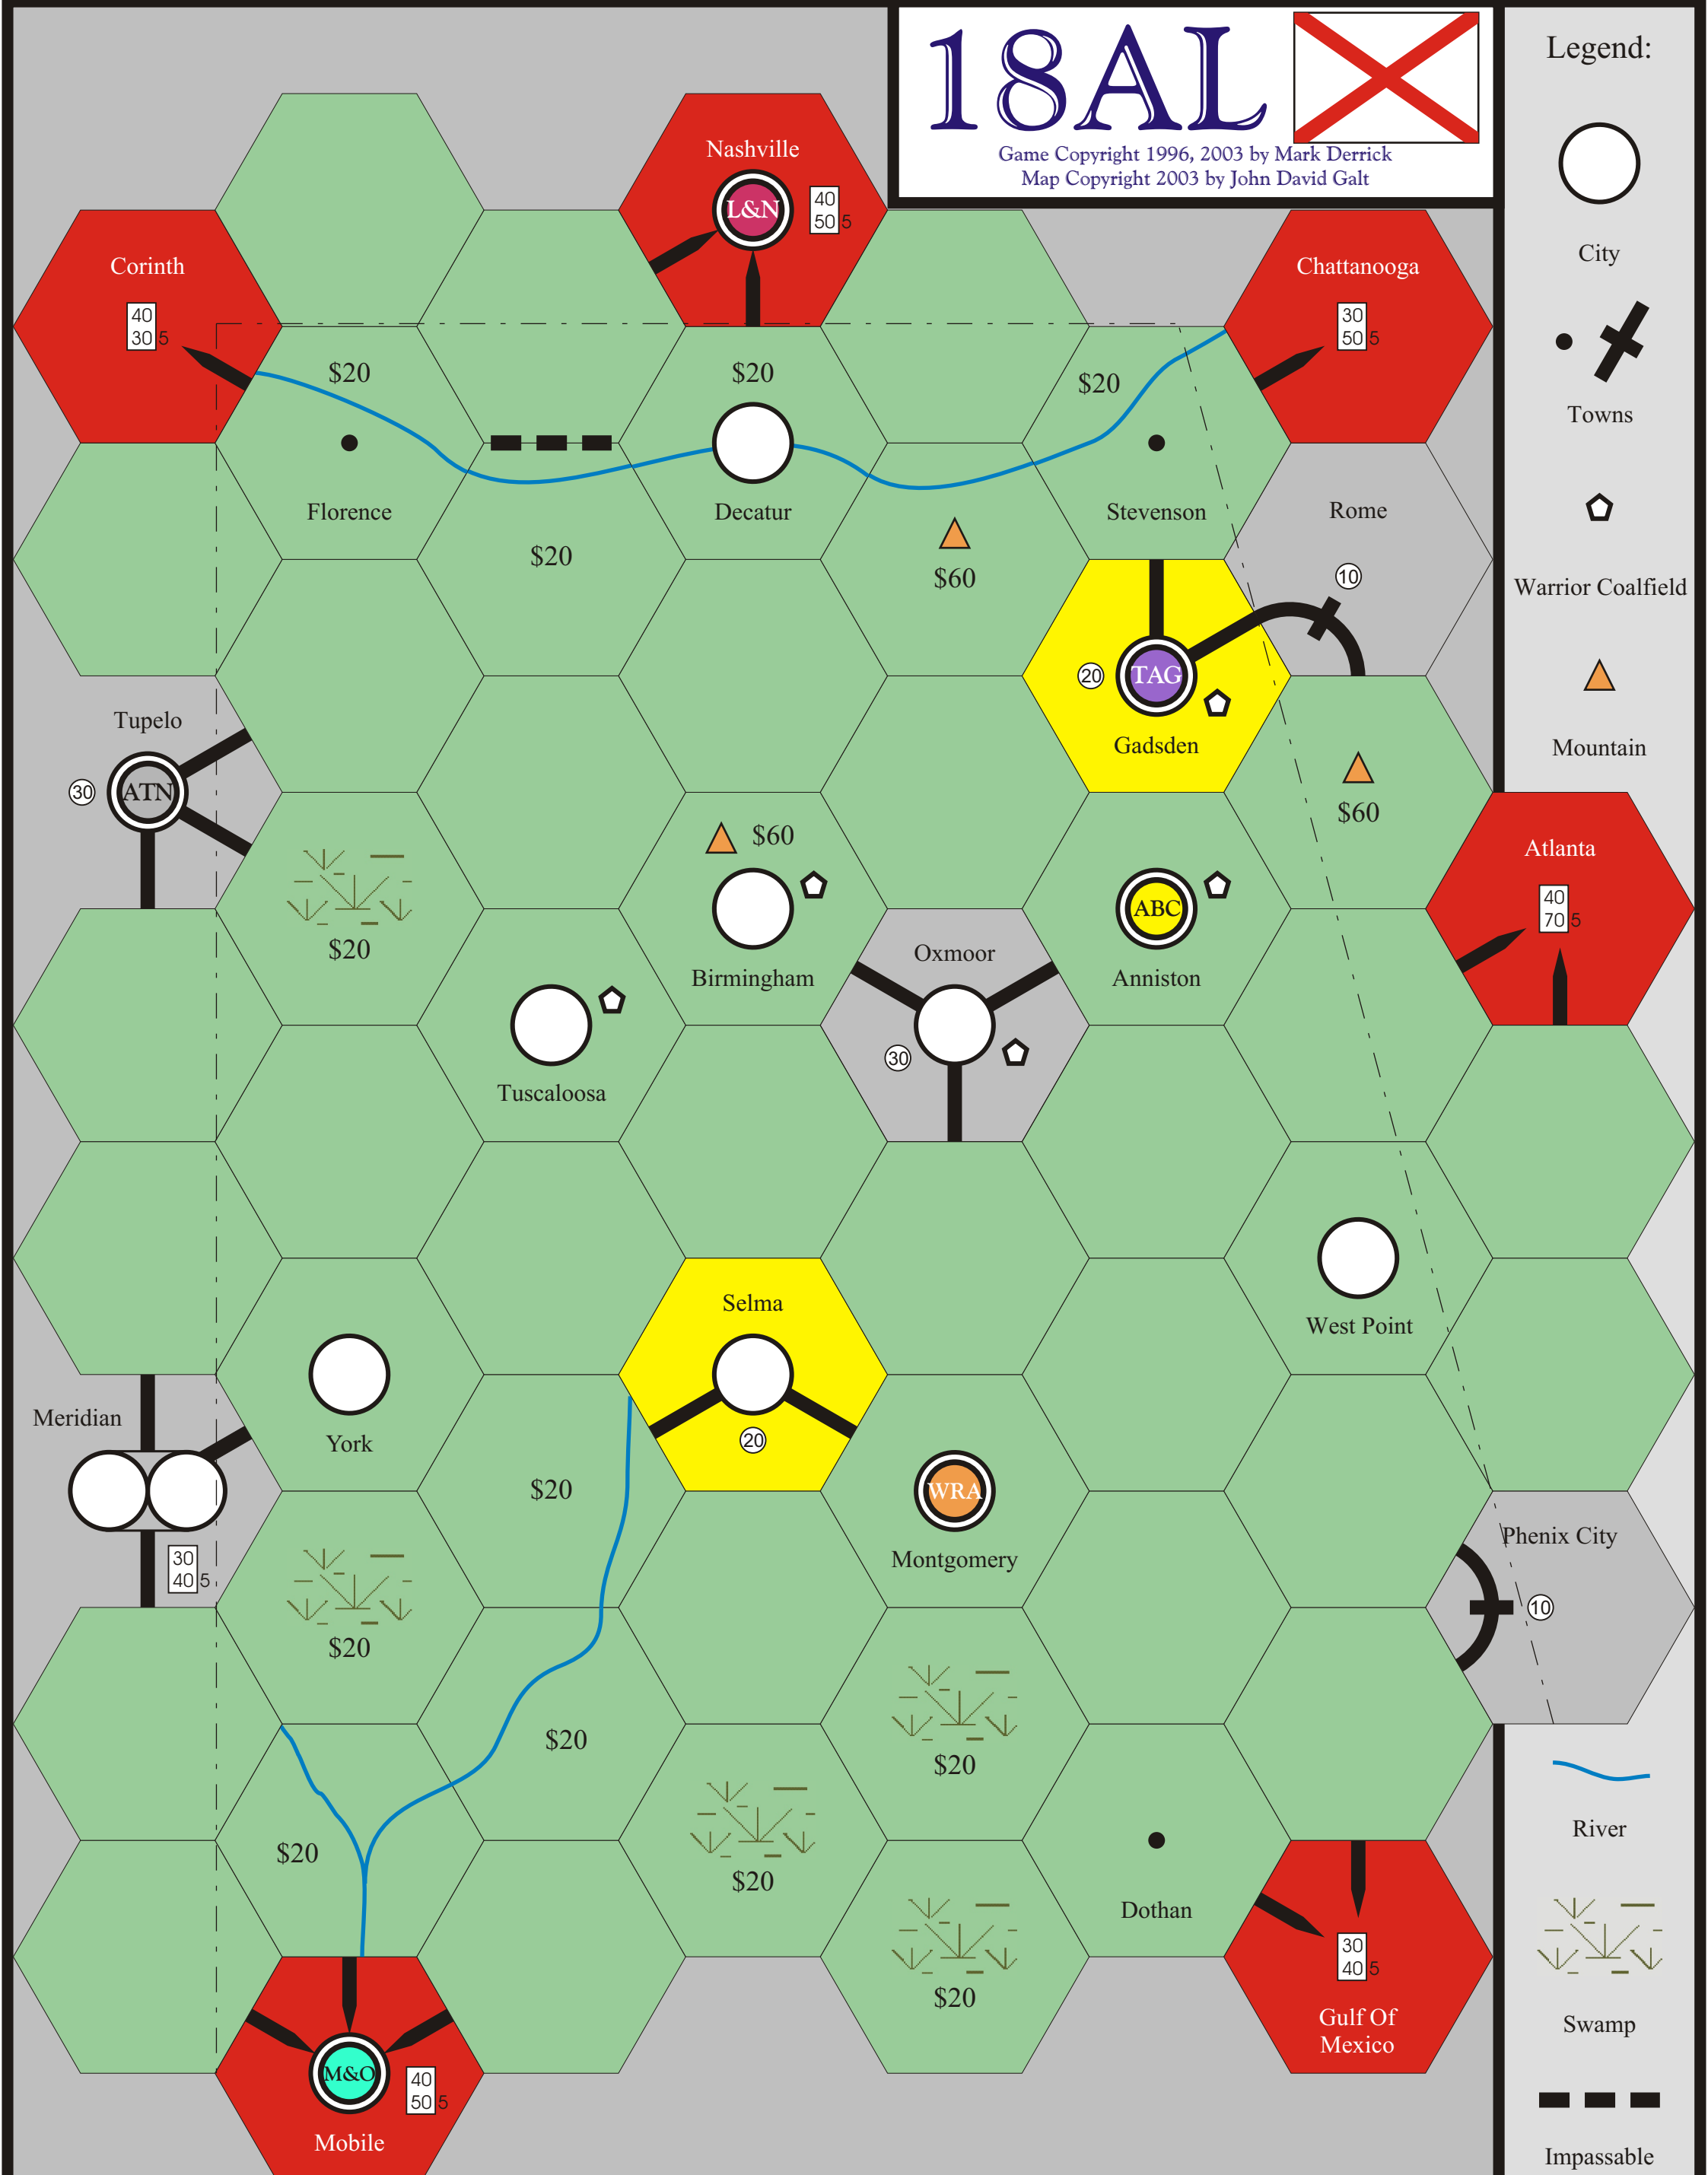 18AL
Game Copyright 1996, 2003 by Mark Derrick
Map Copyright 2003 by John David Galt
Legend:
City
Towns
Warrior Coalfield
Mountain
River
Swamp
Impassable
Nashville
L&N
40
50 5
Corinth
40
30 5
Chattanooga
30
50 5
$20
Florence
$20
Decatur
$20
Stevenson
Rome
10
$20
$60
20
TAG
Gadsden
Tupelo
30
ATN
$60
$60
Birmingham
ABC
Anniston
Atlanta
40
70 5
$20
Oxmoor
30
Tuscaloosa
West Point
Selma
20
York
Meridian
30
40 5
$20
WRA
Montgomery
Phenix City
10
$20
$20
$20
$20
$20
$20
Dothan
30
40 5
Gulf Of
Mexico
M&O
40
50 5
Mobile